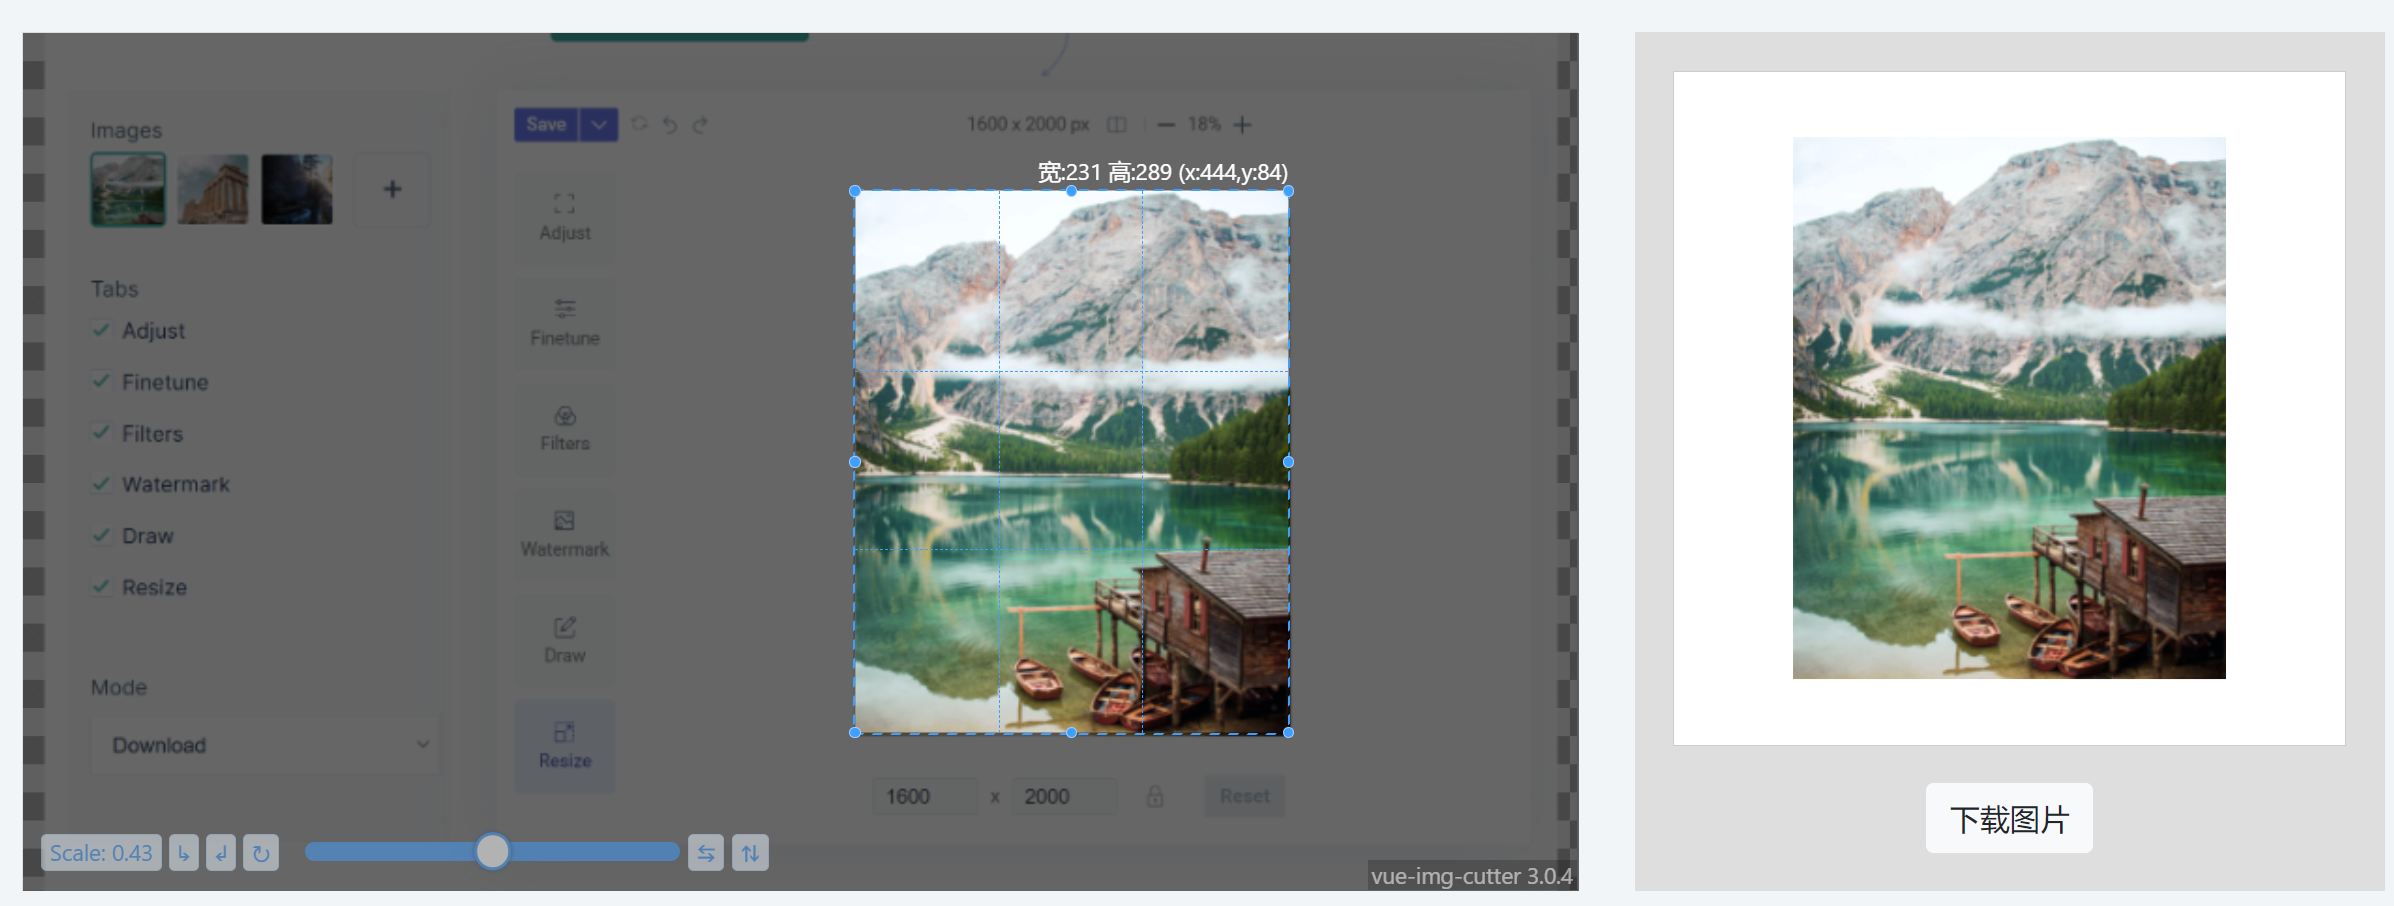 Images
Tabs
Adjust
Finetune
Filters
Watermark
Draw
Resize
Mode
Download
Save
1600 x 2000 px
18%
宽:231 高:289 (x:444,y:84)
Adjust
Finetune
Filters
Watermark
Draw
Resize
1600 x 2000
Reset
Scale: 0.43
vue-img-cutter 3.0.4
下载图片